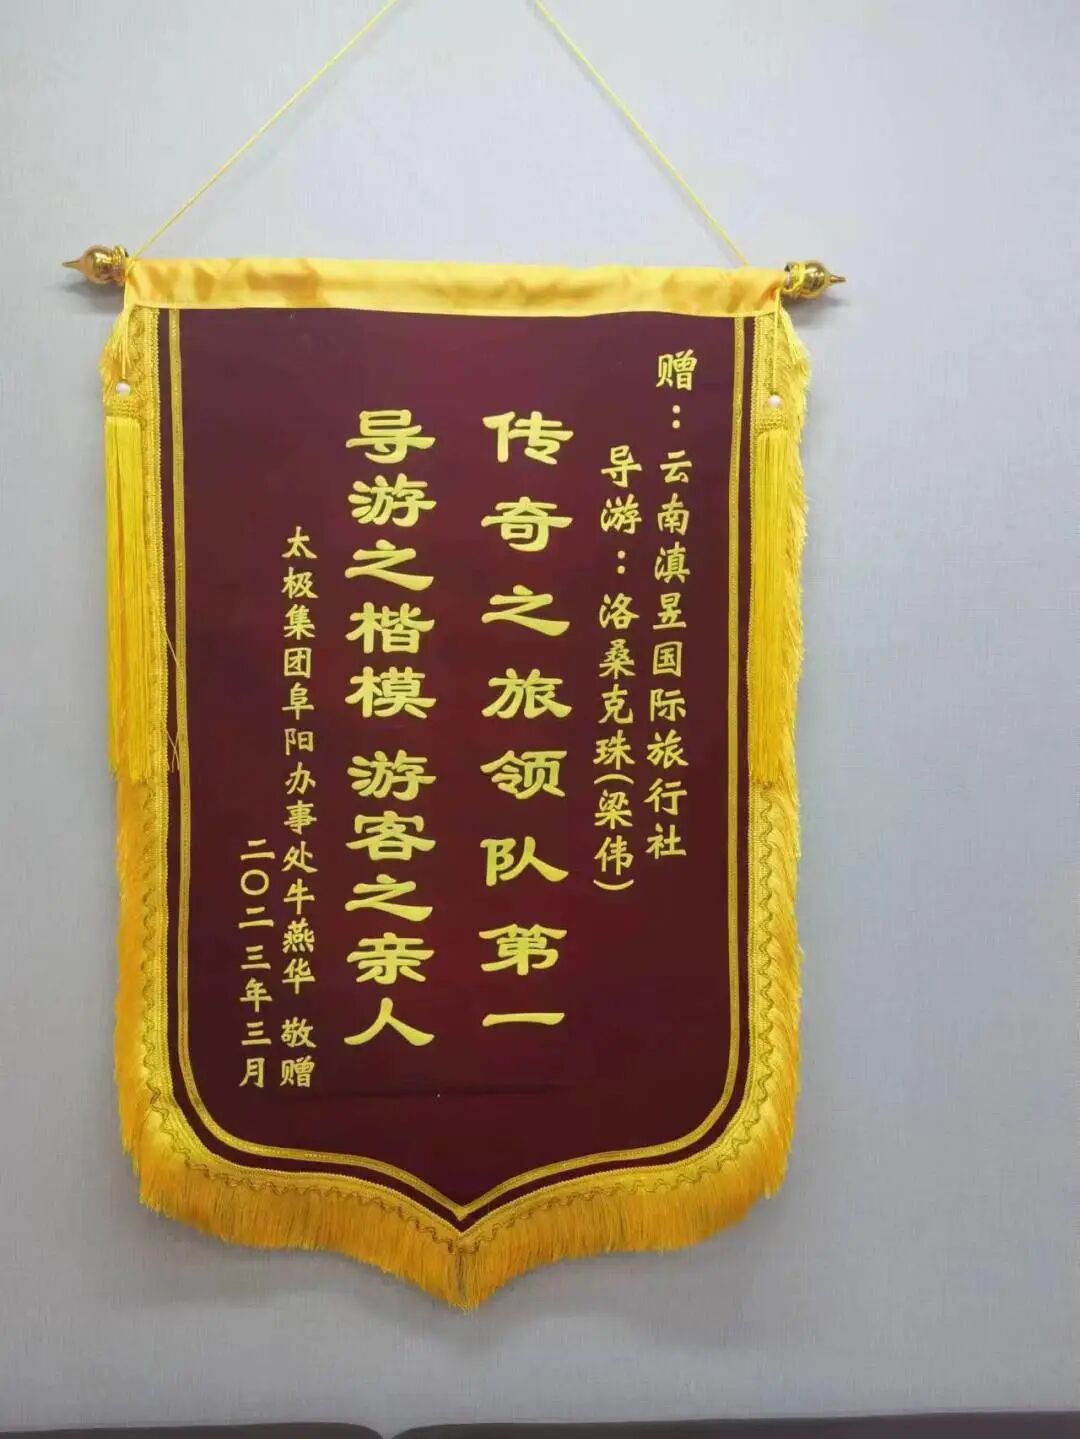 赠：云南滇昱国际旅行社
导游：洛桑克珠(梁伟)
传奇之旅领队第一
导游之楷模 游客之亲人
太极集团阜阳办事处牛燕华 敬赠
二〇二三年三月